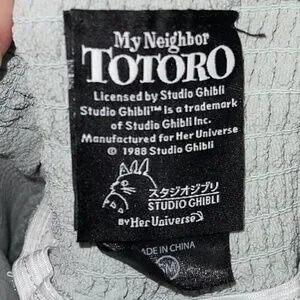 My Neighbor
TOTORO
Licensed by Studio Ghibli
Studio Ghibli™ is a trademark
of Studio Ghibli Inc.
Manufactured for Her Universe
© 1988 Studio Ghibli
スタジオジブリ
STUDIO GHIBLI
BY Her Universe
MADE IN CHINA
M